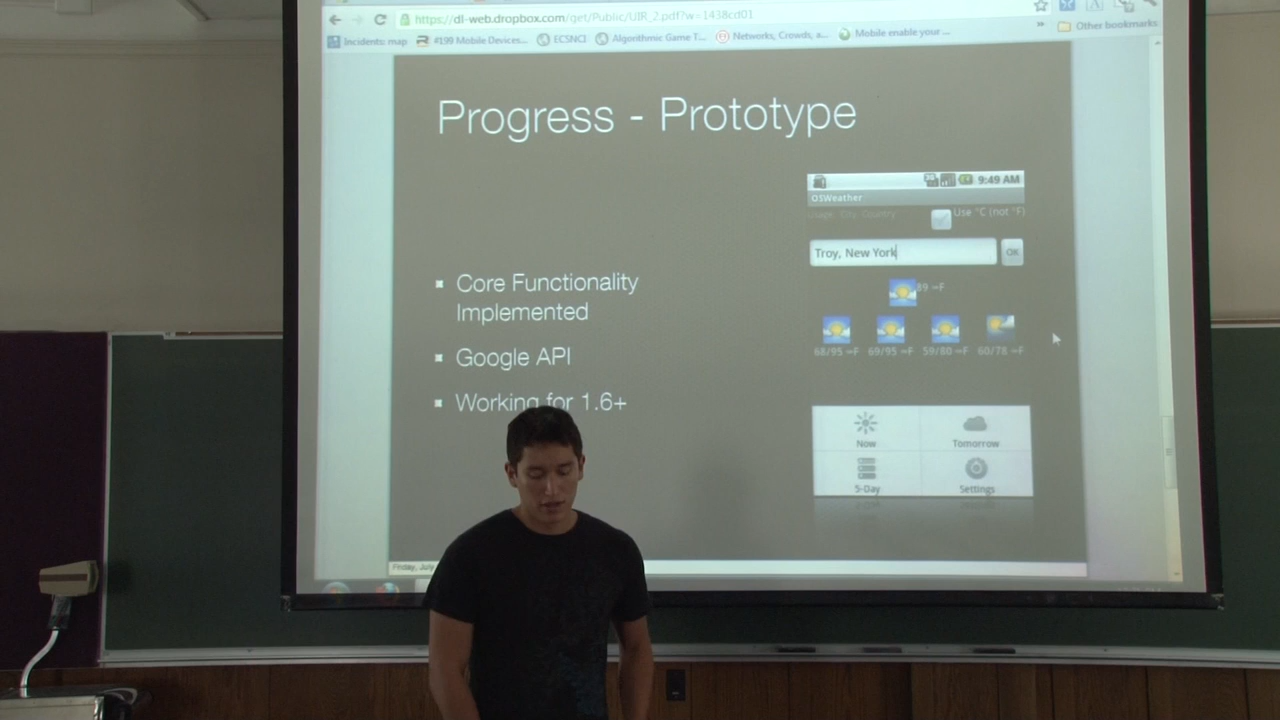 https://dl-web.dropbox.com/get/Public/UIR_2.pdf?w=1438cd01
Incidents: map
#199 Mobile Devices...
ECSNCI
Algorithmic Game T...
Networks, Crowds, a...
Mobile enable your ...
Other bookmarks
Progress - Prototype
9:49 AM
OSWeather
Use °C (not °F)
Troy, New York
OK
Core Functionality
Implemented
Google API
Working for 1.6+
89 °F
68/95 °F 69/95 °F 59/80 °F 60/78 °F
Now
Tomorrow
5-Day
Settings
Friday, July